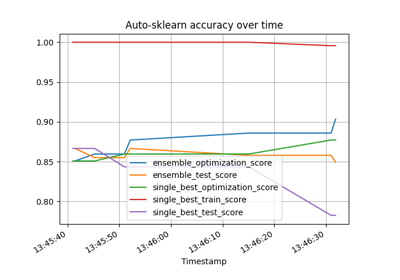 Auto-sklearn accuracy over time
1.00
0.95
0.90
0.85
0.80
ensemble_optimization_score
ensemble_test_score
single_best_optimization_score
single_best_train_score
single_best_test_score
13:45:40
13:45:50
13:46:00
13:46:10
13:46:20
13:46:30
Timestamp